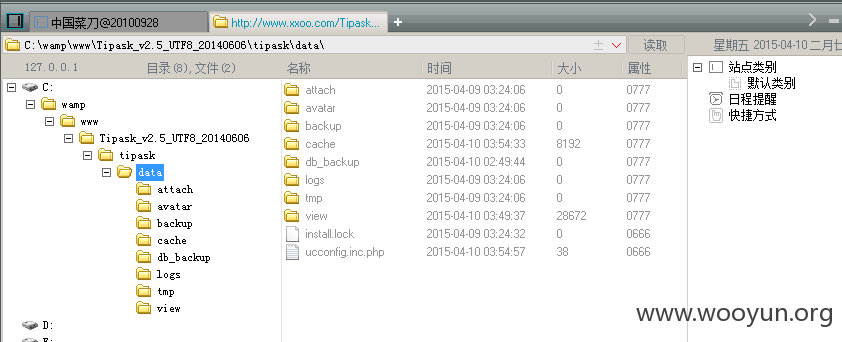 中国菜刀@20100928 http://www.xxoo.com/Tipask... +
C:\wamp\www\Tipask_v2.5_UTF8_20140606\tipask\data\ 读取 星期五 2015-04-10 二月
127.0.0.1 目录(8),文件(2) 名称 时间 大小 属性
C:
wamp
www
Tipask_v2.5_UTF8_20140606
tipask
data
attach
avatar
backup
cache
db_backup
logs
tmp
view
D:
attach 2015-04-09 03:24:06 0 0777
avatar 2015-04-09 03:24:06 0 0777
backup 2015-04-09 03:24:06 0 0777
cache 2015-04-10 03:54:33 8192 0777
db_backup 2015-04-10 02:49:44 0 0777
logs 2015-04-09 03:24:06 0 0777
tmp 2015-04-09 03:24:06 0 0777
view 2015-04-10 03:49:37 28672 0777
install.lock 2015-04-09 03:24:32 0 0666
ucconfig.inc.php 2015-04-10 03:54:57 38 0666
站点类别
默认类别
日程提醒
快捷方式
www.wooyun.org